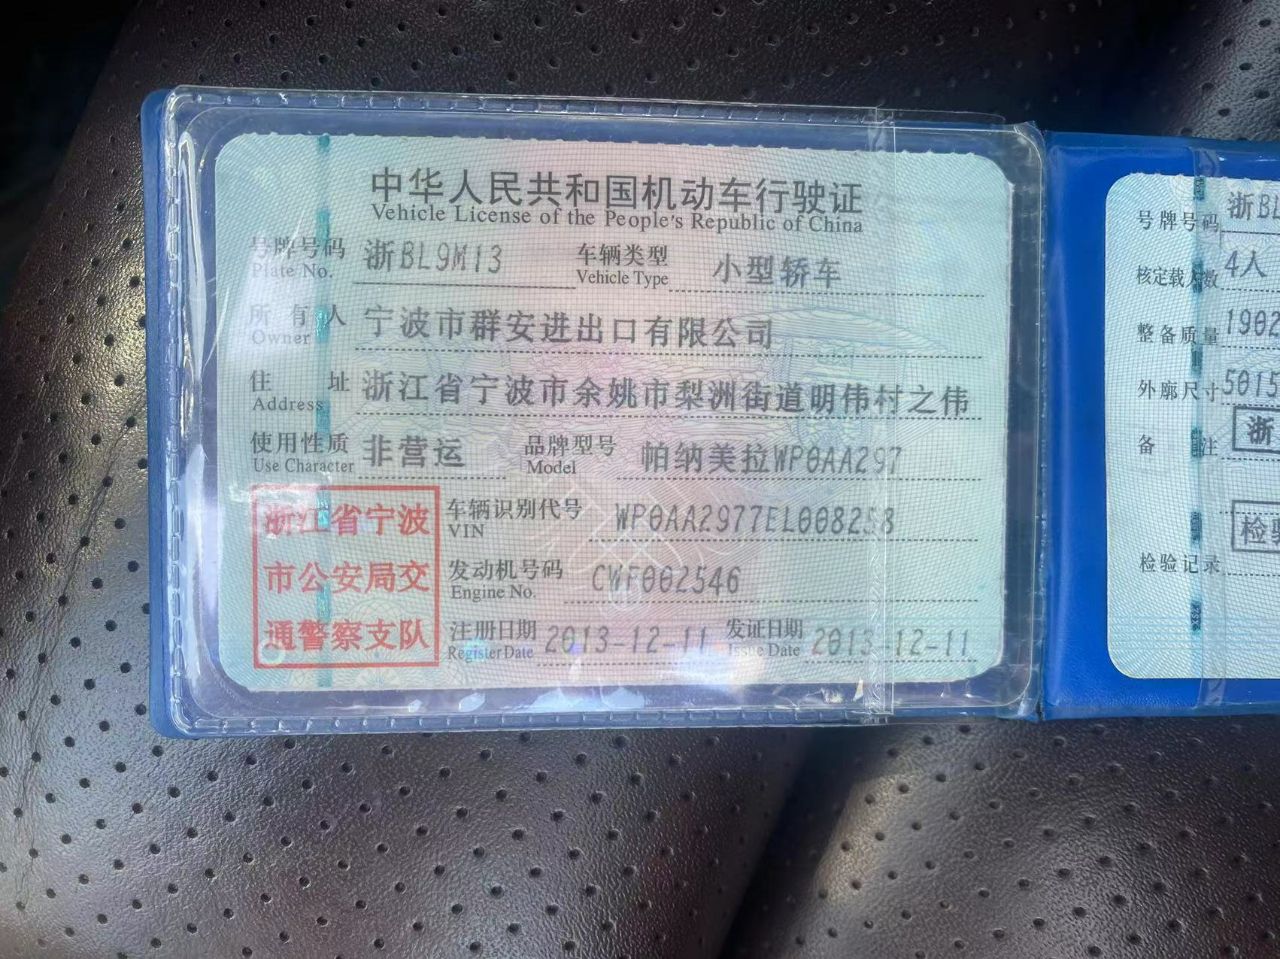 中华人民共和国机动车行驶证
Vehicle License of the People's Republic of China
号牌号码 浙BL9M13 车辆类型 小型轿车
Plate No. Vehicle Type
所有人 宁波市群安进出口有限公司
Owner
住址 浙江省宁波市余姚市梨洲街道明伟村之伟
Address
使用性质 非营运 品牌型号 帕纳美拉WP0AA297
Use Character Model
浙江省宁波
市公安局交
通警察支队
车辆识别代号 WP0AA2977EL008258
VIN
发动机号码 CWF002546
Engine No.
注册日期 2013-12-11 发证日期 2013-12-11
Register Date Issue Date
号牌号码 浙B
核定载人数 4人
整备质量 1902
外廓尺寸 5015
备注 浙
检验
检验记录